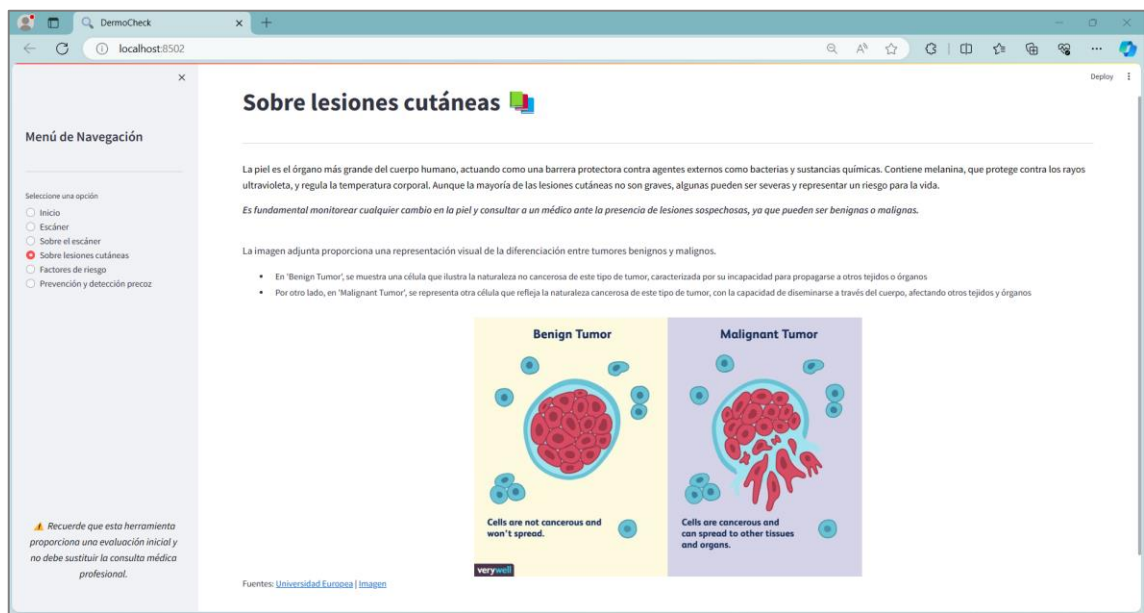 DermoCheck
localhost:8502
Deploy
Menú de Navegación
Seleccione una opción
Inicio
Escáner
Sobre el escáner
Sobre lesiones cutáneas
Factores de riesgo
Prevención y detección precoz
Recuerde que esta herramienta
proporciona una evaluación inicial y
no debe sustituir la consulta médica
profesional.
Sobre lesiones cutáneas
La piel es el órgano más grande del cuerpo humano, actuando como una barrera protectora contra agentes externos como bacterias y sustancias químicas. Contiene melanina, que protege contra los rayos
ultravioleta, y regula la temperatura corporal. Aunque la mayoría de las lesiones cutáneas no son graves, algunas pueden ser severas y representar un riesgo para la vida.
Es fundamental monitorear cualquier cambio en la piel y consultar a un médico ante la presencia de lesiones sospechosas, ya que pueden ser benignas o malignas.
La imagen adjunta proporciona una representación visual de la diferenciación entre tumores benignos y malignos.
• En 'Benign Tumor', se muestra una célula que ilustra la naturaleza no cancerosa de este tipo de tumor, caracterizada por su incapacidad para propagarse a otros tejidos o órganos
• Por otro lado, en 'Malignant Tumor', se representa otra célula que refleja la naturaleza cancerosa de este tipo de tumor, con la capacidad de diseminarse a través del cuerpo, afectando otros tejidos y órganos
Benign Tumor
Cells are not cancerous and
won't spread.
verywell
Malignant Tumor
Cells are cancerous and
can spread to other tissues
and organs.
Fuentes: Universidad Europea | Imagen